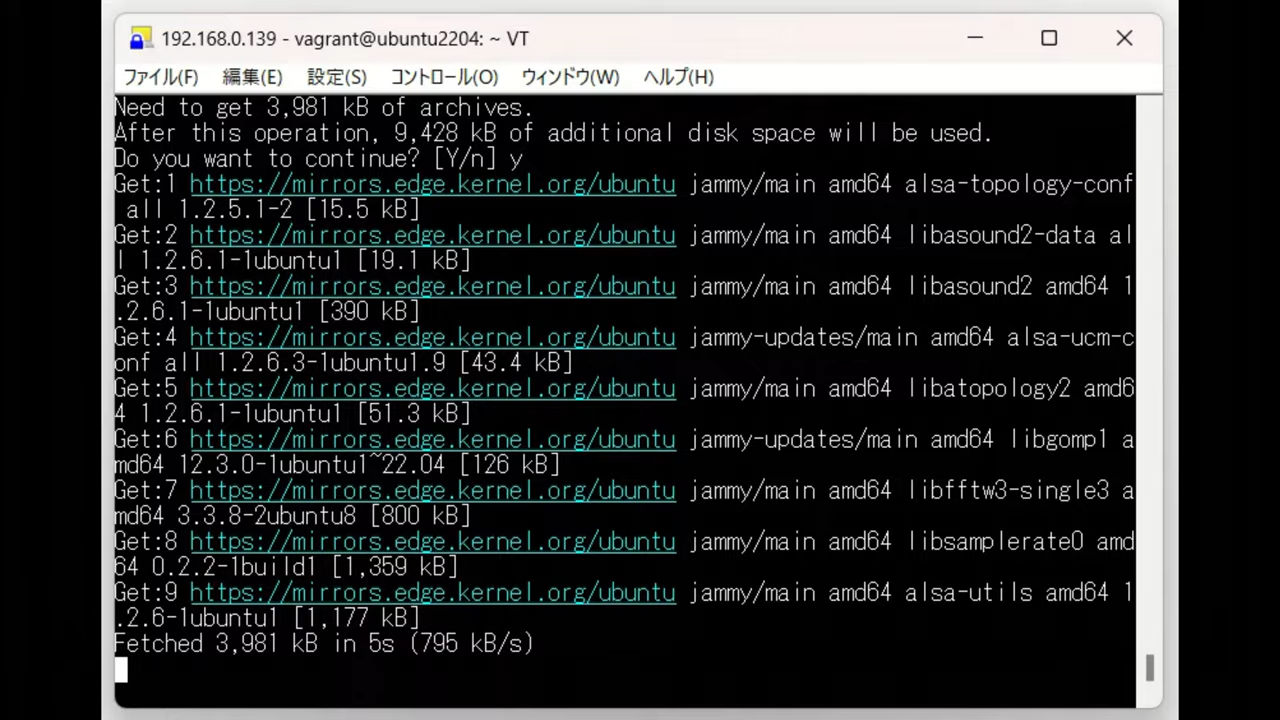 192.168.0.139 - vagrant@ubuntu2204: ~ VT
ファイル(F) 編集(E) 設定(S) コントロール(O) ウィンドウ(W) ヘルプ(H)
Need to get 3,981 kB of archives.
After this operation, 9,428 kB of additional disk space will be used.
Do you want to continue? [Y/n] y
Get:1 https://mirrors.edge.kernel.org/ubuntu jammy/main amd64 alsa-topology-conf
 all 1.2.5.1-2 [15.5 kB]
Get:2 https://mirrors.edge.kernel.org/ubuntu jammy/main amd64 libasound2-data al
l 1.2.6.1-1ubuntu1 [19.1 kB]
Get:3 https://mirrors.edge.kernel.org/ubuntu jammy/main amd64 libasound2 amd64 1
.2.6.1-1ubuntu1 [390 kB]
Get:4 https://mirrors.edge.kernel.org/ubuntu jammy-updates/main amd64 alsa-ucm-c
onf all 1.2.6.3-1ubuntu1.9 [43.4 kB]
Get:5 https://mirrors.edge.kernel.org/ubuntu jammy/main amd64 libatopology2 amd6
4 1.2.6.1-1ubuntu1 [51.3 kB]
Get:6 https://mirrors.edge.kernel.org/ubuntu jammy-updates/main amd64 libgomp1 a
md64 12.3.0-1ubuntu1~22.04 [126 kB]
Get:7 https://mirrors.edge.kernel.org/ubuntu jammy/main amd64 libfftw3-single3 a
md64 3.3.8-2ubuntu8 [800 kB]
Get:8 https://mirrors.edge.kernel.org/ubuntu jammy/main amd64 libsamplerate0 amd
64 0.2.2-1build1 [1,359 kB]
Get:9 https://mirrors.edge.kernel.org/ubuntu jammy/main amd64 alsa-utils amd64 1
.2.6-1ubuntu1 [1,177 kB]
Fetched 3,981 kB in 5s (795 kB/s)